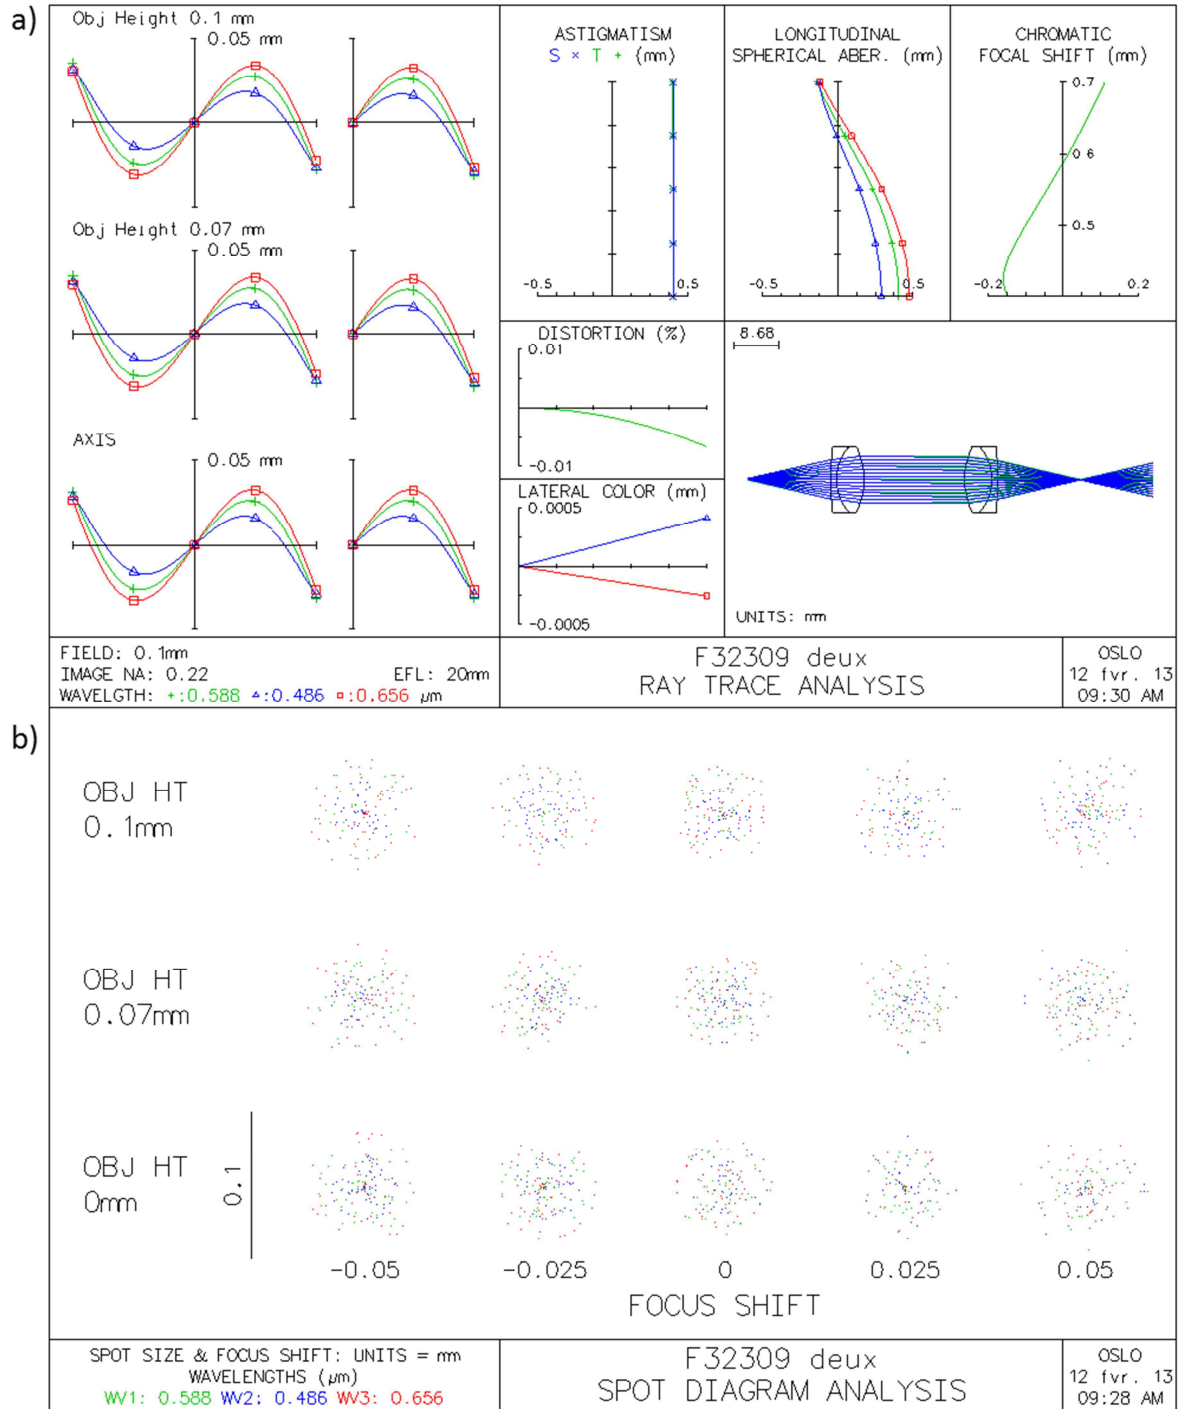 a)
Obj Height 0.1 mm
0.05 mm
Obj Height 0.07 mm
0.05 mm
AXIS
0.05 mm
ASTIGMATISM
S × T + (mm)
-0.5 0.5
LONGITUDINAL
SPHERICAL ABER. (mm)
-0.5 0.5
CHROMATIC
FOCAL SHIFT (mm)
0.7
0.6
0.5
-0.2 0.2
DISTORTION (%)
0.01
-0.01
LATERAL COLOR (mm)
0.0005
-0.0005
8.68
UNITS: mm
FIELD: 0.1mm
IMAGE NA: 0.22 EFL: 20mm
WAVELGTH: +:0.588 ▵:0.486 ▫:0.656 µm
F32309 deux
RAY TRACE ANALYSIS
OSLO
12 fvr. 13
09:30 AM
b)
OBJ HT
0.1mm
OBJ HT
0.07mm
OBJ HT
0mm
0.1
-0.05 -0.025 0 0.025 0.05
FOCUS SHIFT
SPOT SIZE & FOCUS SHIFT: UNITS = mm
WAVELENGTHS (µm)
WV1: 0.588 WV2: 0.486 WV3: 0.656
F32309 deux
SPOT DIAGRAM ANALYSIS
OSLO
12 fvr. 13
09:28 AM